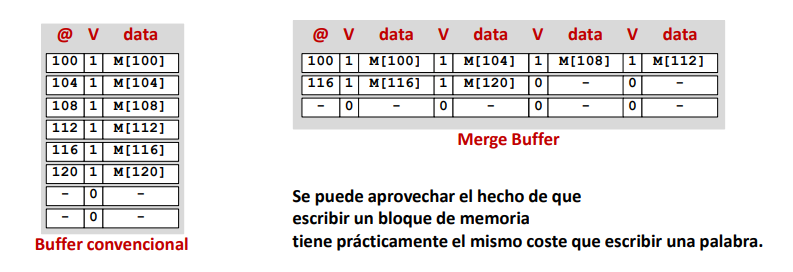 @ V data
100 1 M[100]
104 1 M[104]
108 1 M[108]
112 1 M[112]
116 1 M[116]
120 1 M[120]
- 0 -
- 0 -
Buffer convencional
@ V data V data V data V data
100 1 M[100] 1 M[104] 1 M[108] 1 M[112]
116 1 M[116] 1 M[120] 0 - 0 -
- 0 - 0 - 0 - 0 -
Merge Buffer
Se puede aprovechar el hecho de que
escribir un bloque de memoria
tiene prácticamente el mismo coste que escribir una palabra.